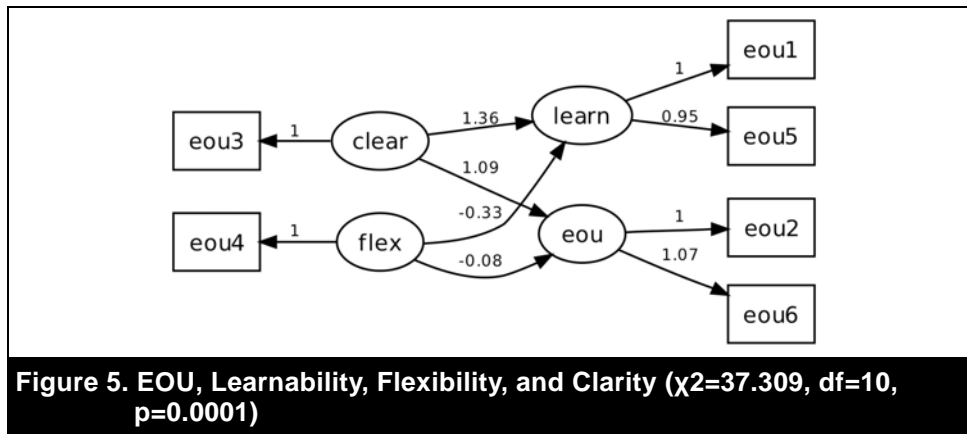 eou1
1
learn
1.36
0.95
eou3
1
clear
eou5
1.09
1
eou2
-0.33
eou4
1
flex
eou
-0.08
1.07
eou6
Figure 5. EOU, Learnability, Flexibility, and Clarity (χ2=37.309, df=10,
p=0.0001)